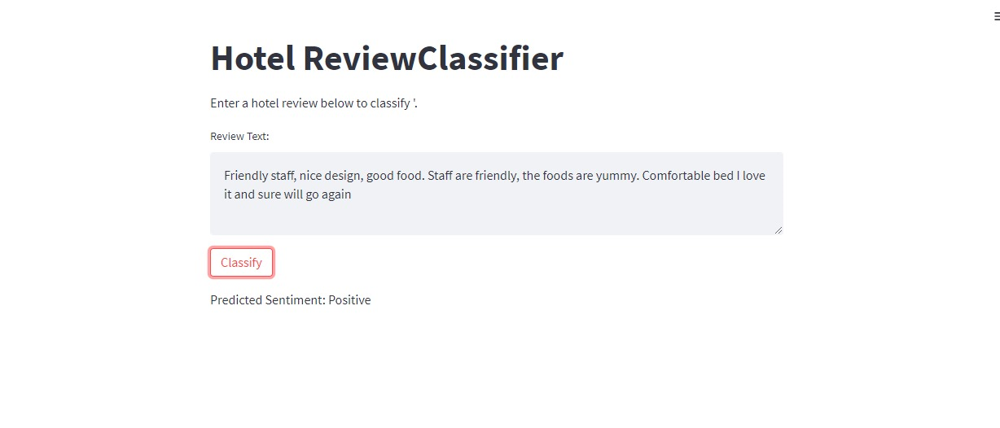 Hotel ReviewClassifier
Enter a hotel review below to classify '.
Review Text:
Friendly staff, nice design, good food. Staff are friendly, the foods are yummy. Comfortable bed I love
it and sure will go again
Classify
Predicted Sentiment: Positive